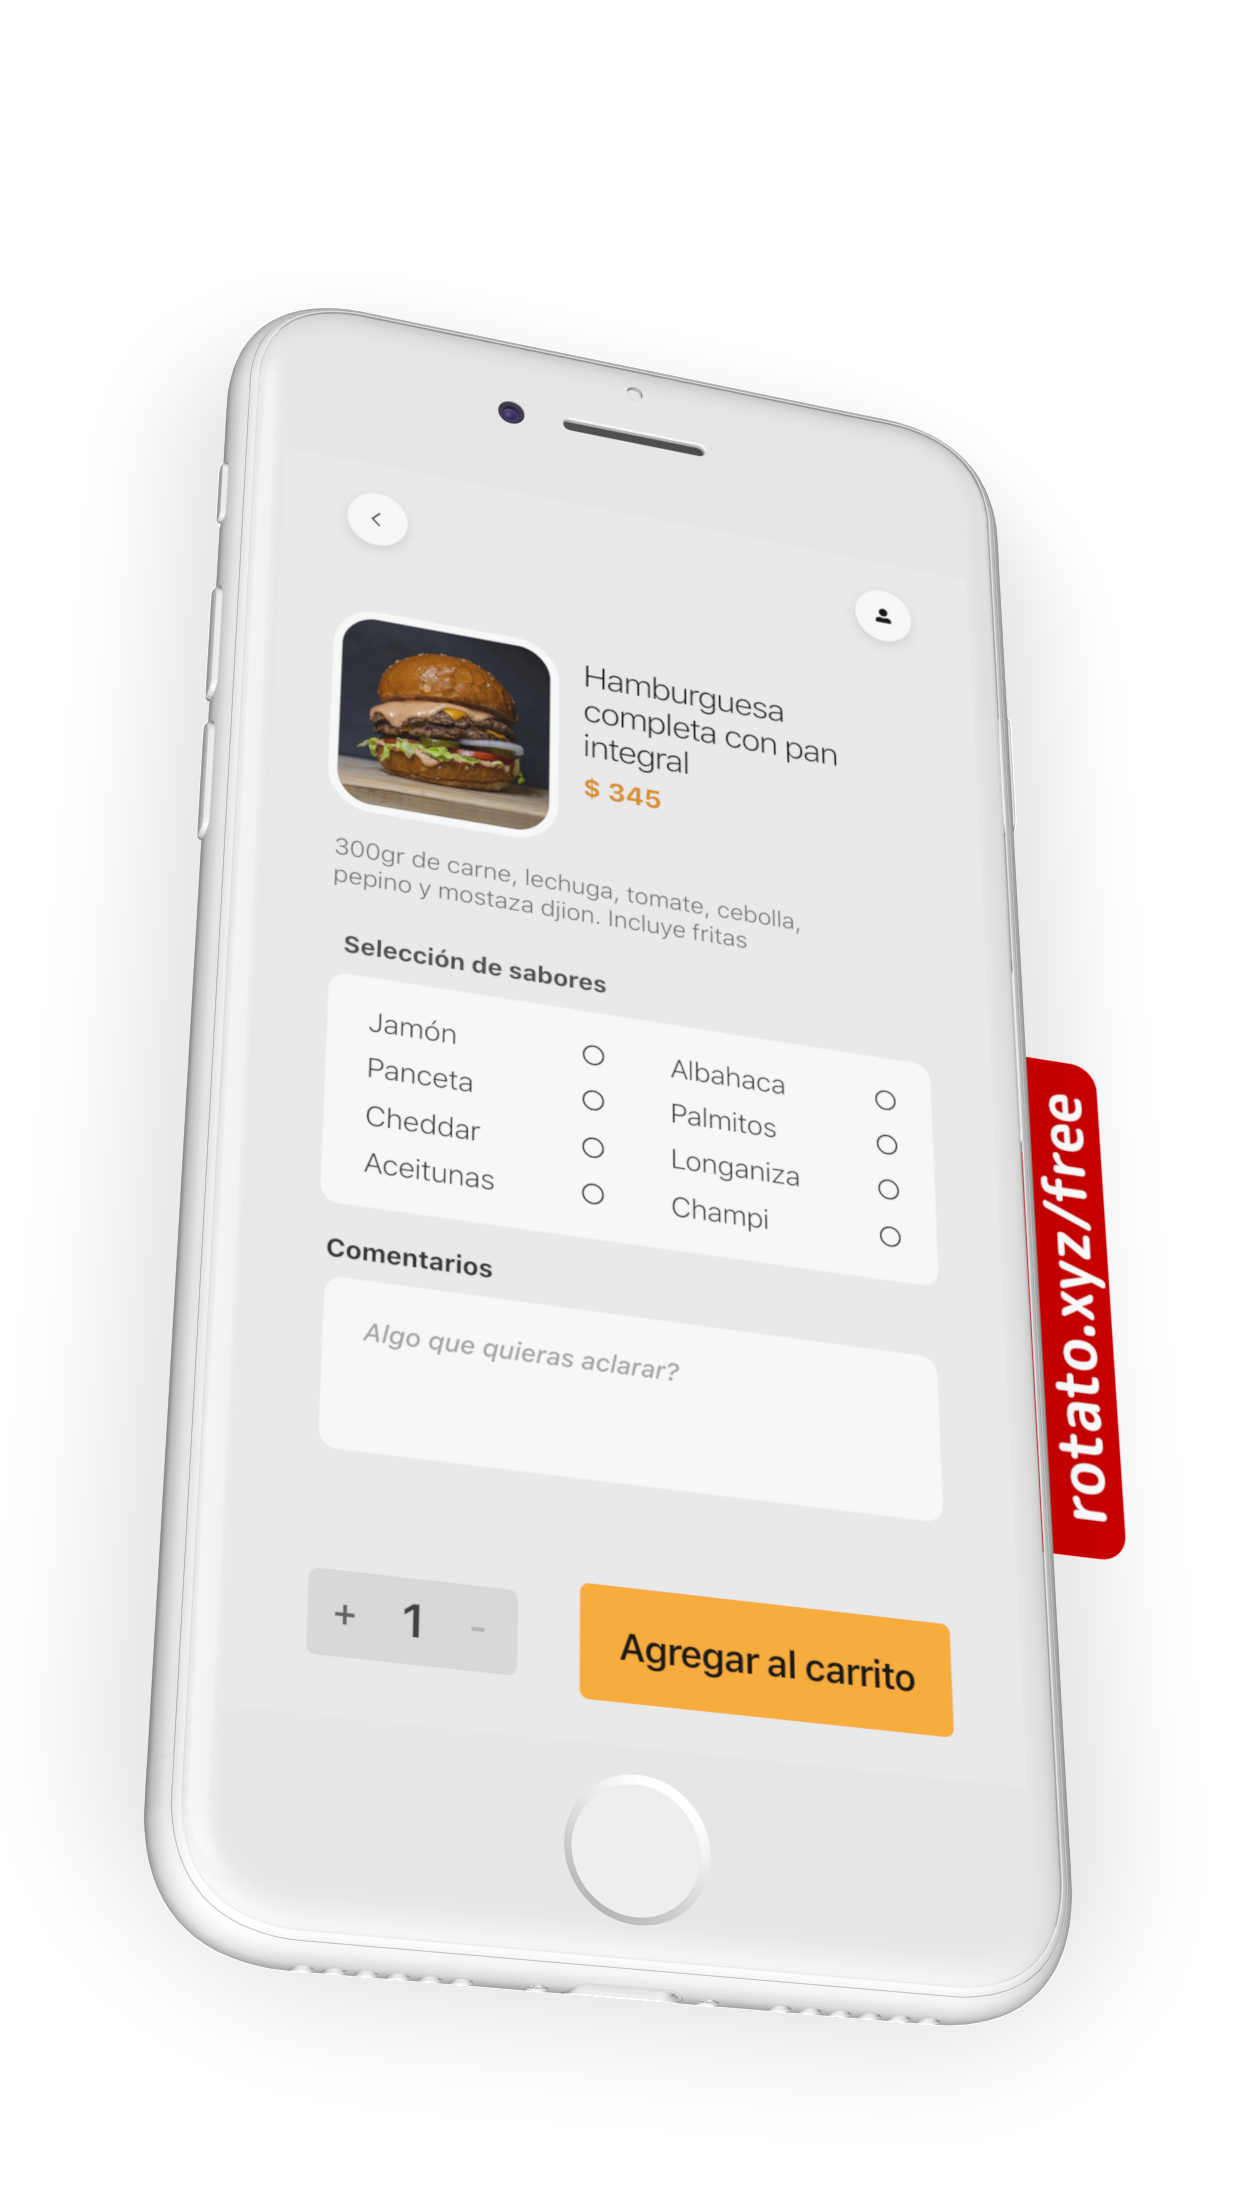 Hamburguesa
completa con pan
integral
$ 345
300gr de carne, lechuga, tomate, cebolla,
pepino y mostaza djion. Incluye fritas
Selección de sabores
Jamón
Panceta
Cheddar
Aceitunas
Albahaca
Palmitos
Longaniza
Champi
Comentarios
Algo que quieras aclarar?
+ 1 -
Agregar al carrito
rotato.xyz/free